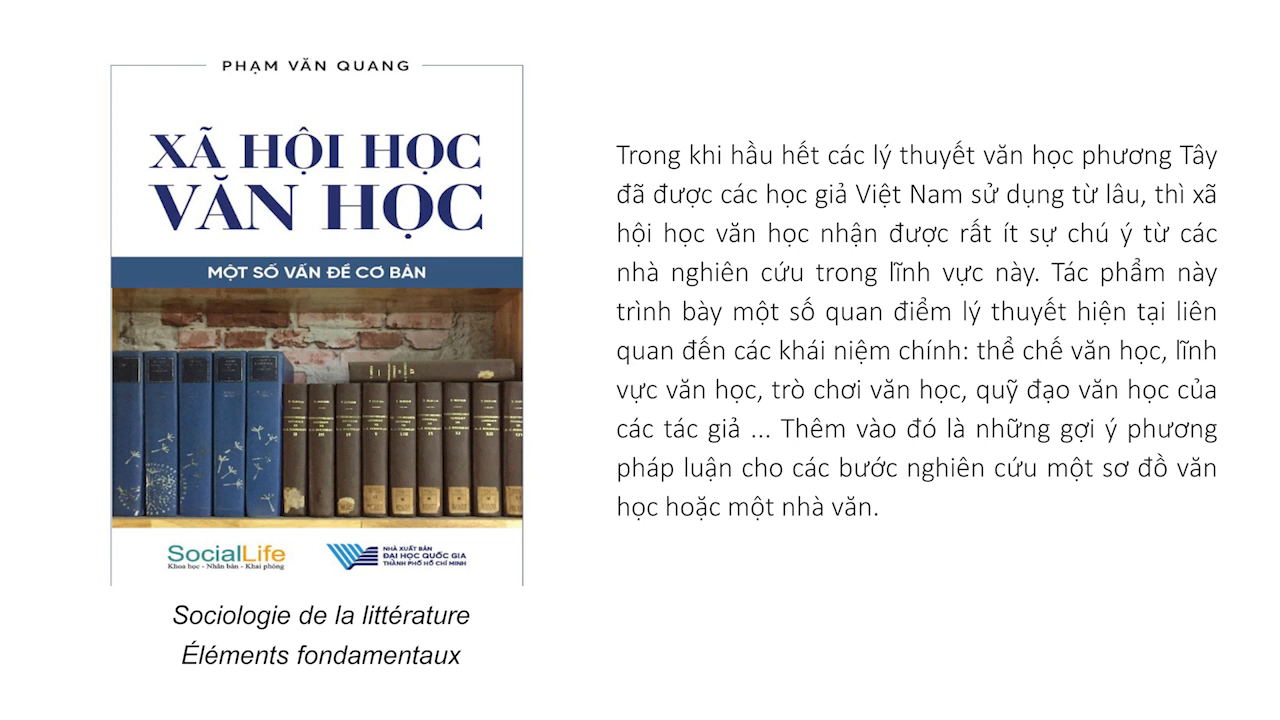 PHẠM VĂN QUANG
XÃ HỘI HỌC
VĂN HỌC
MỘT SỐ VẤN ĐỀ CƠ BẢN
SocialLife
Khoa học - Nhân bản - Khai phóng
NHÀ XUẤT BẢN
ĐẠI HỌC QUỐC GIA
THÀNH PHỐ HỒ CHÍ MINH
Sociologie de la littérature
Éléments fondamentaux
Trong khi hầu hết các lý thuyết văn học phương Tây
đã được các học giả Việt Nam sử dụng từ lâu, thì xã
hội học văn học nhận được rất ít sự chú ý từ các
nhà nghiên cứu trong lĩnh vực này. Tác phẩm này
trình bày một số quan điểm lý thuyết hiện tại liên
quan đến các khái niệm chính: thể chế văn học, lĩnh
vực văn học, trò chơi văn học, quỹ đạo văn học của
các tác giả ... Thêm vào đó là những gợi ý phương
pháp luận cho các bước nghiên cứu một sơ đồ văn
học hoặc một nhà văn.